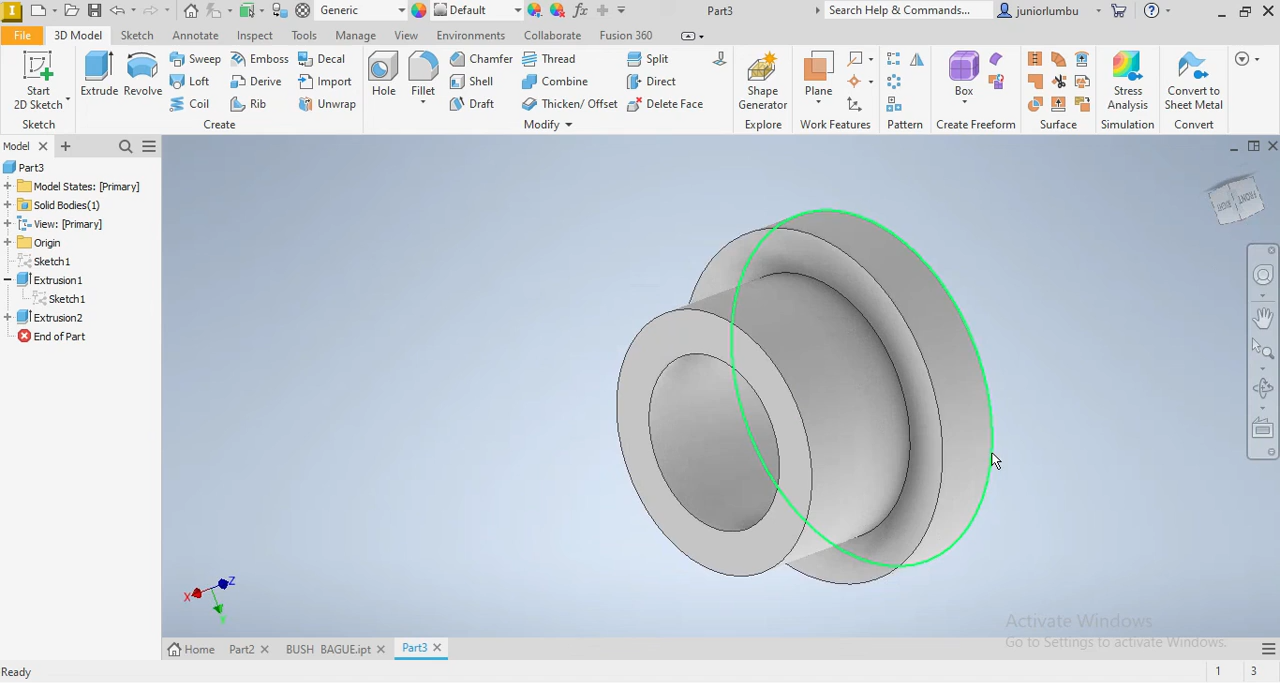 Generic
Default
Part3
Search Help & Commands...
juniorlumbu
File
3D Model
Sketch
Annotate
Inspect
Tools
Manage
View
Environments
Collaborate
Fusion 360
Start
2D Sketch
Sketch
Extrude
Revolve
Sweep
Loft
Coil
Emboss
Derive
Rib
Decal
Import
Unwrap
Create
Hole
Fillet
Chamfer
Shell
Draft
Thread
Combine
Thicken/ Offset
Split
Direct
Delete Face
Modify
Shape
Generator
Explore
Plane
Work Features
Pattern
Box
Create Freeform
Surface
Stress
Analysis
Simulation
Convert to
Sheet Metal
Convert
Model
Part3
Model States: [Primary]
Solid Bodies(1)
View: [Primary]
Origin
Sketch1
Extrusion1
Sketch1
Extrusion2
End of Part
RIGHT
FRONT
X
Y
Z
Activate Windows
Go to Settings to activate Windows.
Home
Part2
BUSH BAGUE.ipt
Part3
Ready
1
3